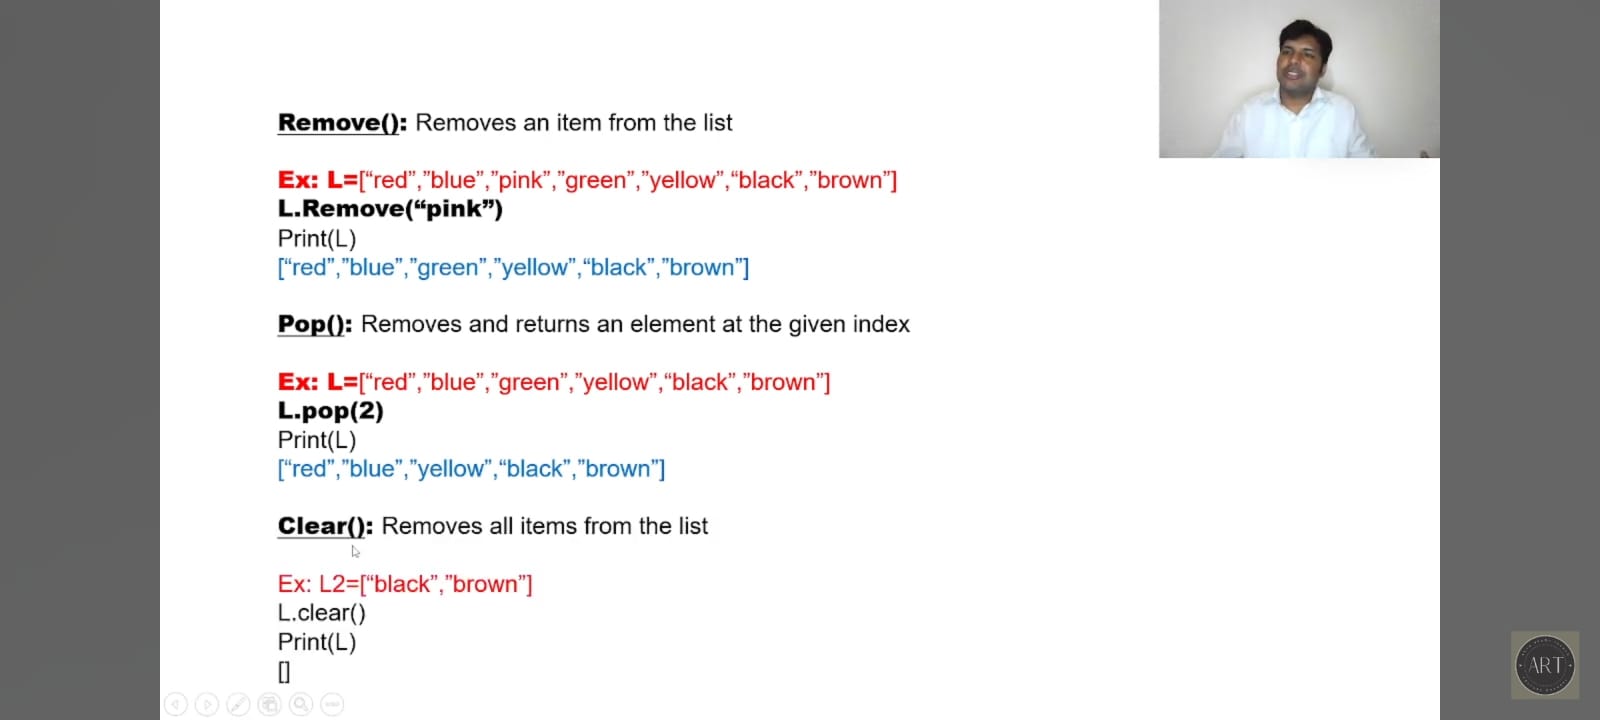 Remove(): Removes an item from the list
Ex: L=[“red”,”blue”,”pink”,”green”,”yellow”,“black”,”brown”]
L.Remove(“pink”)
Print(L)
[“red”,”blue”,”green”,”yellow”,“black”,”brown”]
Pop(): Removes and returns an element at the given index
Ex: L=[“red”,”blue”,”green”,”yellow”,“black”,”brown”]
L.pop(2)
Print(L)
[“red”,”blue”,”yellow”,“black”,”brown”]
Clear(): Removes all items from the list
Ex: L2=[“black”,”brown”]
L.clear()
Print(L)
[]
ART